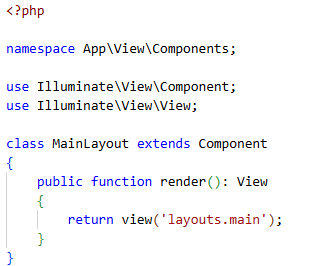 <?php
namespace App\View\Components;
use Illuminate\View\Component;
use Illuminate\View\View;
class MainLayout extends Component
{
    public function render(): View
    {
        return view('layouts.main');
    }
}